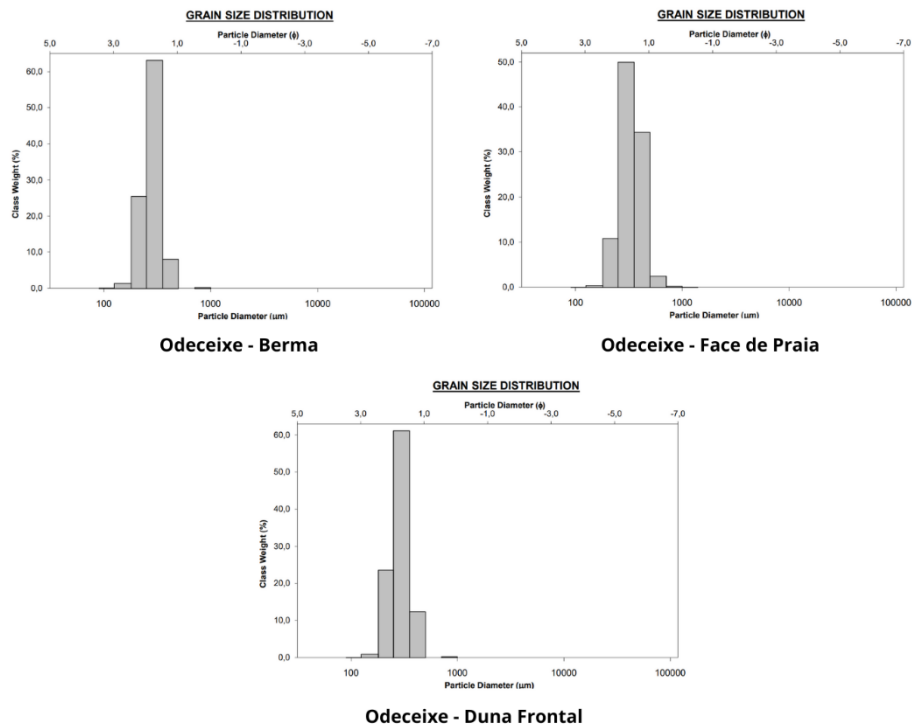 GRAIN SIZE DISTRIBUTION
Particle Diameter (ϕ)
5,0 3,0 1,0 -1,0 -3,0 -5,0 -7,0
Class Weight (%)
60,0
50,0
40,0
30,0
20,0
10,0
0,0
100 1000 10000 100000
Particle Diameter (µm)
Odeceixe - Berma
GRAIN SIZE DISTRIBUTION
Particle Diameter (ϕ)
5,0 3,0 1,0 -1,0 -3,0 -5,0 -7,0
Class Weight (%)
50,0
40,0
30,0
20,0
10,0
0,0
100 1000 10000 100000
Particle Diameter (µm)
Odeceixe - Face de Praia
GRAIN SIZE DISTRIBUTION
Particle Diameter (ϕ)
5,0 3,0 1,0 -1,0 -3,0 -5,0 -7,0
Class Weight (%)
60,0
50,0
40,0
30,0
20,0
10,0
0,0
100 1000 10000 100000
Particle Diameter (µm)
Odeceixe - Duna Frontal